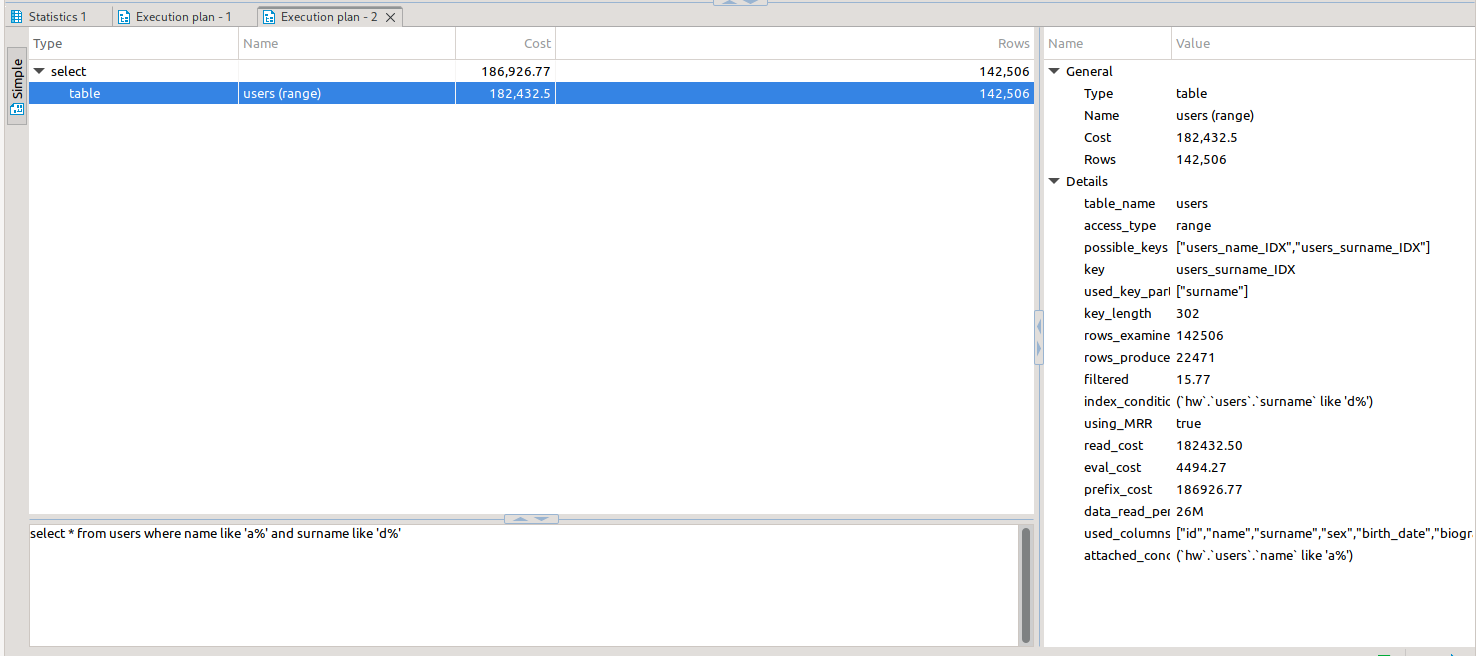 Statistics 1 Execution plan - 1 Execution plan - 2
Simple
Type Name Cost Rows
select 186,926.77 142,506
table users (range) 182,432.5 142,506
select * from users where name like 'a%' and surname like 'd%'
Name Value
General
Type table
Name users (range)
Cost 182,432.5
Rows 142,506
Details
table_name users
access_type range
possible_keys ["users_name_IDX","users_surname_IDX"]
key users_surname_IDX
used_key_part ["surname"]
key_length 302
rows_examine 142506
rows_produce 22471
filtered 15.77
index_conditic (`hw`.`users`.`surname` like 'd%')
using_MRR true
read_cost 182432.50
eval_cost 4494.27
prefix_cost 186926.77
data_read_per 26M
used_columns ["id","name","surname","sex","birth_date","biogra
attached_conc (`hw`.`users`.`name` like 'a%')